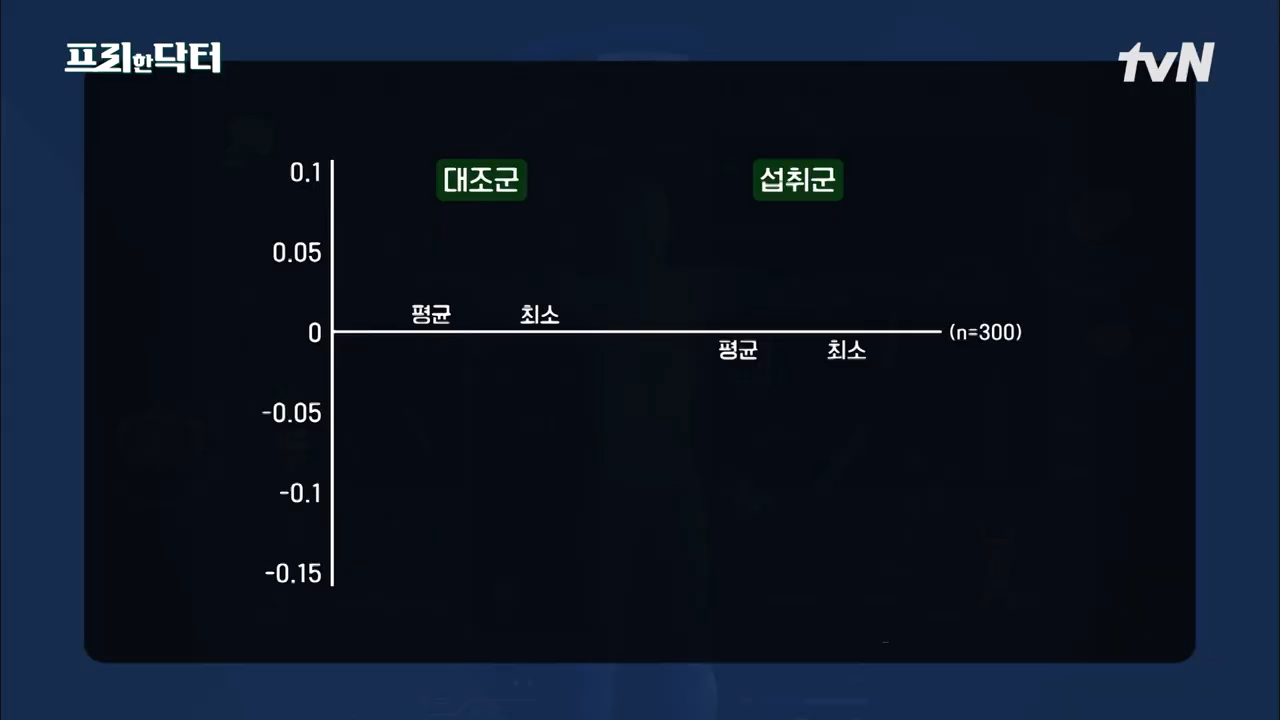 프리한닥터
tvN
대조군
섭취군
0.1
0.05
평균
최소
0
(n=300)
평균
최소
-0.05
-0.1
-0.15